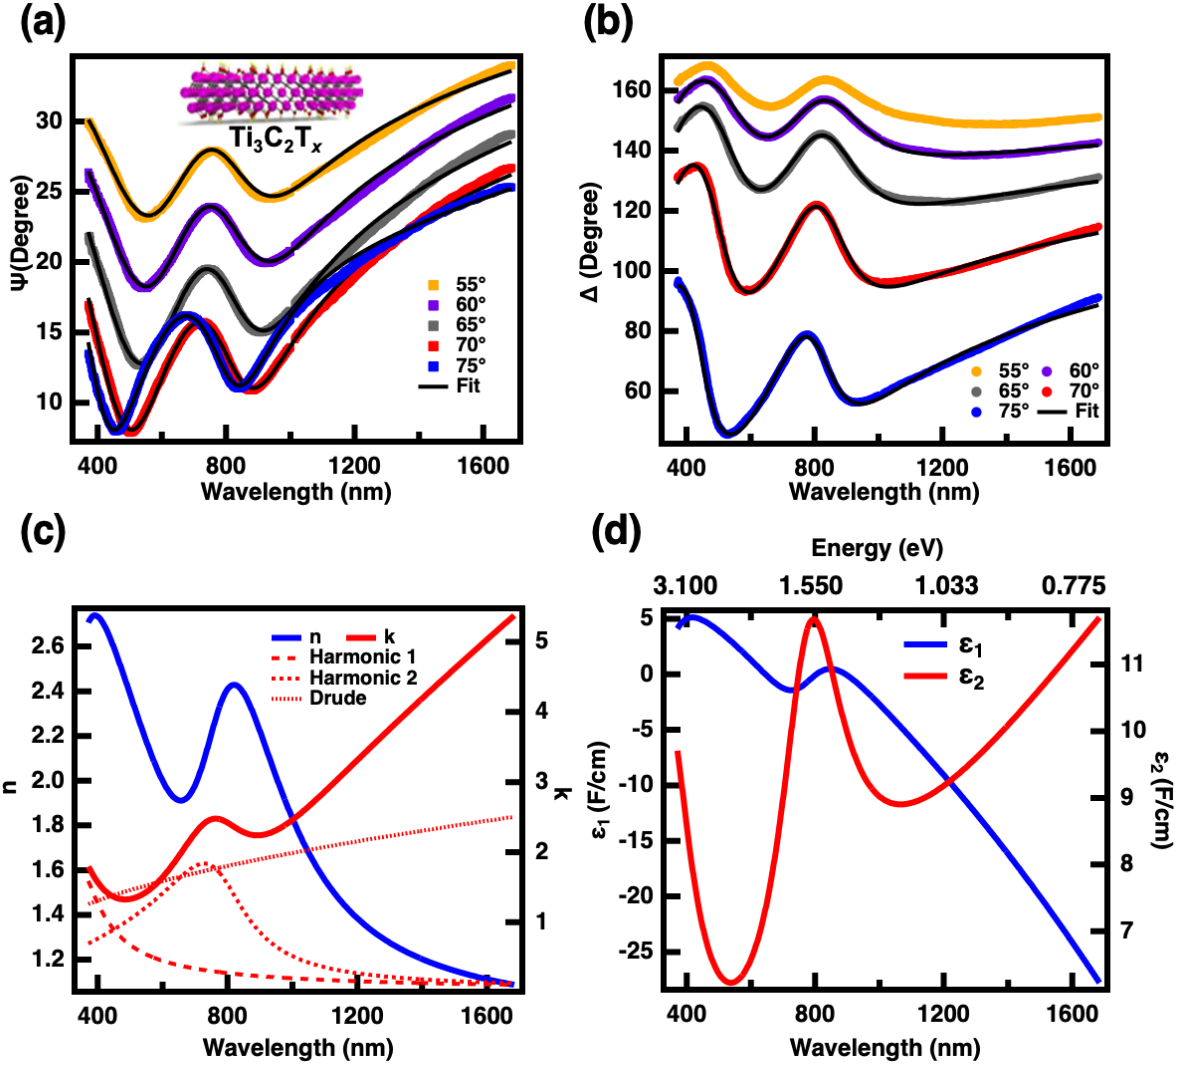 (a)
Ψ(Degree)
30
25
20
15
10
Ti3C2Tx
55°
60°
65°
70°
75°
Fit
400
800
1200
1600
Wavelength (nm)
(b)
Δ (Degree)
160
140
120
100
80
60
55°
60°
65°
70°
75°
Fit
400
800
1200
1600
Wavelength (nm)
(c)
n
2.6
2.4
2.2
2.0
1.8
1.6
1.4
1.2
n
k
Harmonic 1
Harmonic 2
Drude
5
4
3
2
1
k
400
800
1200
1600
Wavelength (nm)
(d)
Energy (eV)
3.100
1.550
1.033
0.775
ε1 (F/cm)
5
0
-5
-10
-15
-20
-25
ε1
ε2
11
10
9
8
7
ε2 (F/cm)
400
800
1200
1600
Wavelength (nm)